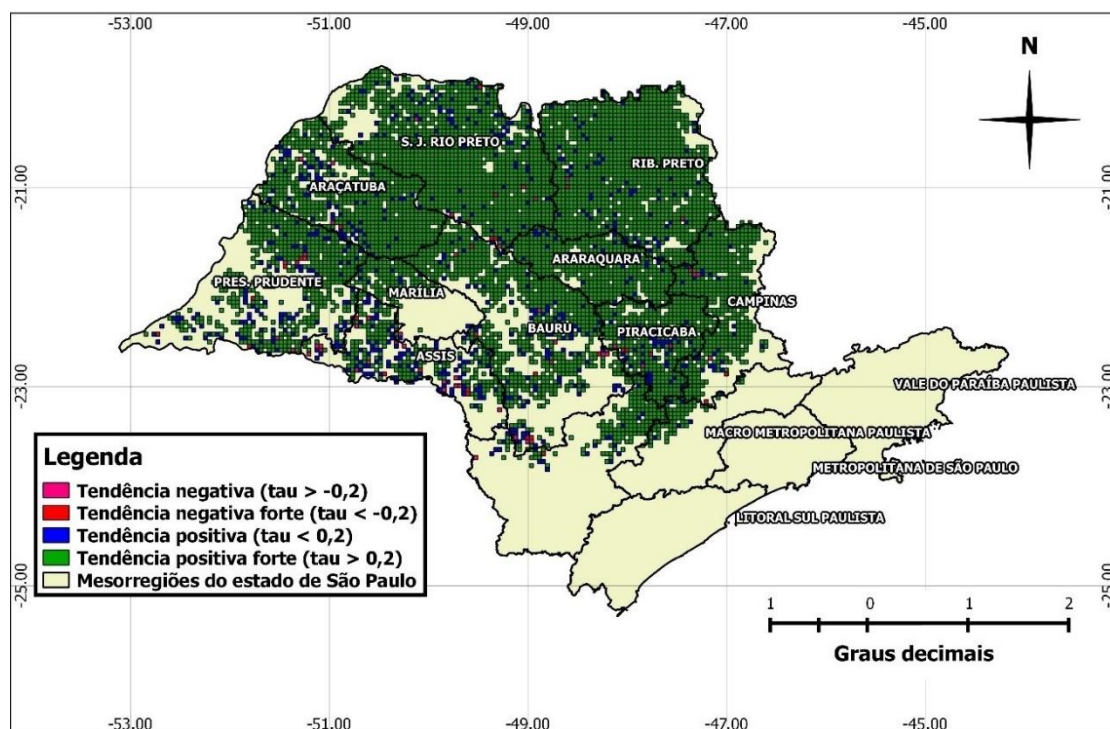 -53.00
-51.00
-49.00
-47.00
-45.00
N
S. J. RIO PRETO
RIB. PRETO
-21.00
-21.00
ARAÇATUBA
ARARAQUARA
PRES. PRUDENTE
MARÍLIA
CAMPINAS
BAURU
PIRACICABA
ASSIS
-23.00
-23.00
VALE DO PARAÍBA PAULISTA
MACRO METROPOLITANA PAULISTA
METROPOLITANA DE SÃO PAULO
LITORAL SUL PAULISTA
Legenda
Tendência negativa (tau > -0,2)
Tendência negativa forte (tau < -0,2)
Tendência positiva (tau < 0,2)
Tendência positiva forte (tau > 0,2)
Mesorregiões do estado de São Paulo
-25.00
-25.00
1 0 1 2
Graus decimais
-53.00
-51.00
-49.00
-47.00
-45.00